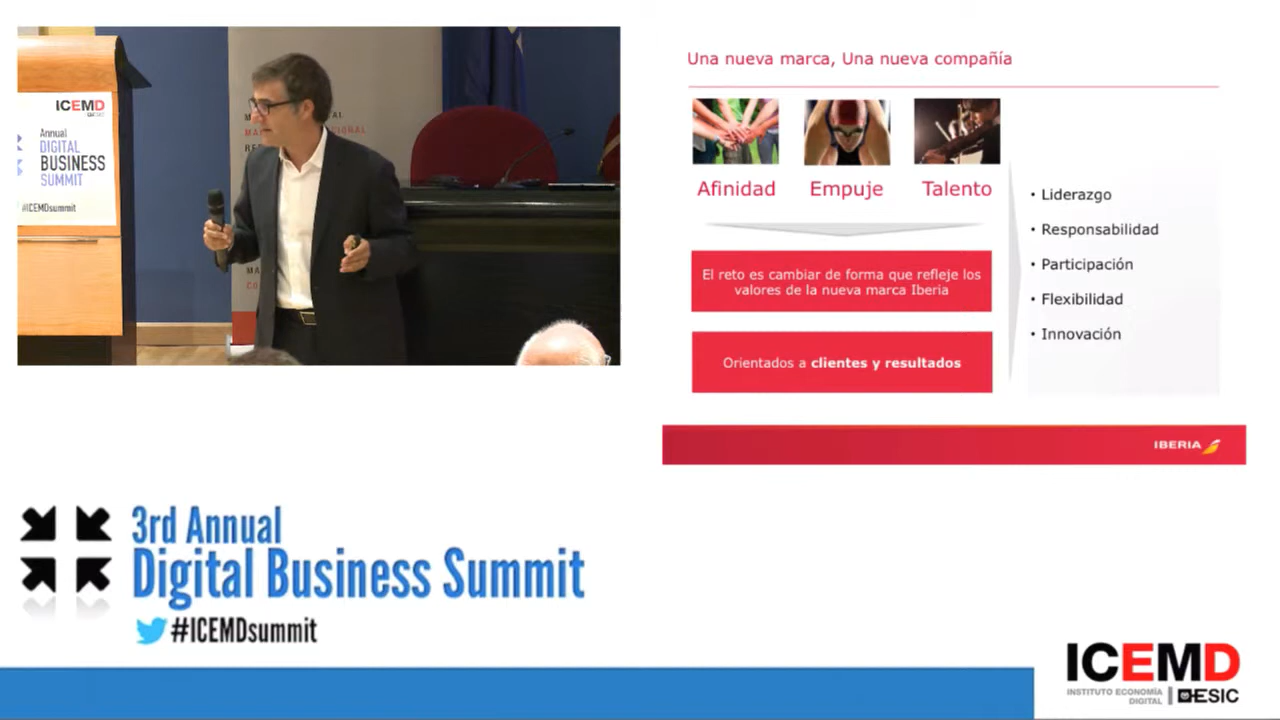 ICEMD
ESIC
Annual
DIGITAL
BUSINESS
SUMMIT
#ICEMDsummit
Una nueva marca, Una nueva compañía
Afinidad
Empuje
Talento
El reto es cambiar de forma que refleje los
valores de la nueva marca Iberia
Orientados a clientes y resultados
• Liderazgo
• Responsabilidad
• Participación
• Flexibilidad
• Innovación
IBERIA
3rd Annual
Digital Business Summit
#ICEMDsummit
ICEMD
INSTITUTO ECONOMÍA
DIGITAL
ESIC